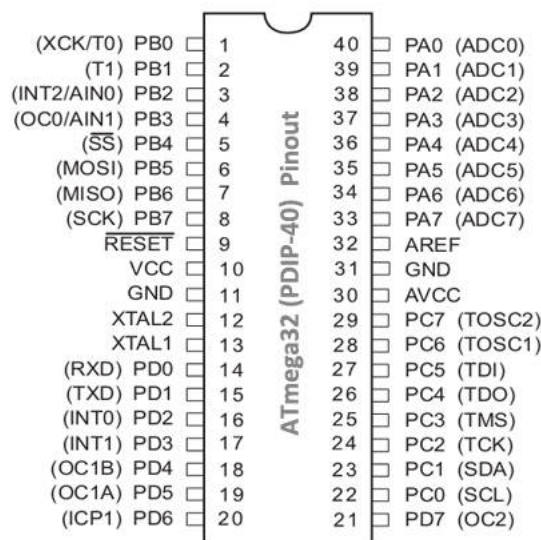 (XCK/T0) PB0 1 40 PA0 (ADC0)
(T1) PB1 2 39 PA1 (ADC1)
(INT2/AIN0) PB2 3 38 PA2 (ADC2)
(OC0/AIN1) PB3 4 37 PA3 (ADC3)
(S̅S̅) PB4 5 36 PA4 (ADC4)
(MOSI) PB5 6 35 PA5 (ADC5)
(MISO) PB6 7 34 PA6 (ADC6)
(SCK) PB7 8 33 PA7 (ADC7)
R̅E̅S̅E̅T̅ 9 32 AREF
VCC 10 31 GND
GND 11 30 AVCC
XTAL2 12 29 PC7 (TOSC2)
XTAL1 13 28 PC6 (TOSC1)
(RXD) PD0 14 27 PC5 (TDI)
(TXD) PD1 15 26 PC4 (TDO)
(INT0) PD2 16 25 PC3 (TMS)
(INT1) PD3 17 24 PC2 (TCK)
(OC1B) PD4 18 23 PC1 (SDA)
(OC1A) PD5 19 22 PC0 (SCL)
(ICP1) PD6 20 21 PD7 (OC2)
ATmega32 (PDIP-40) Pinout